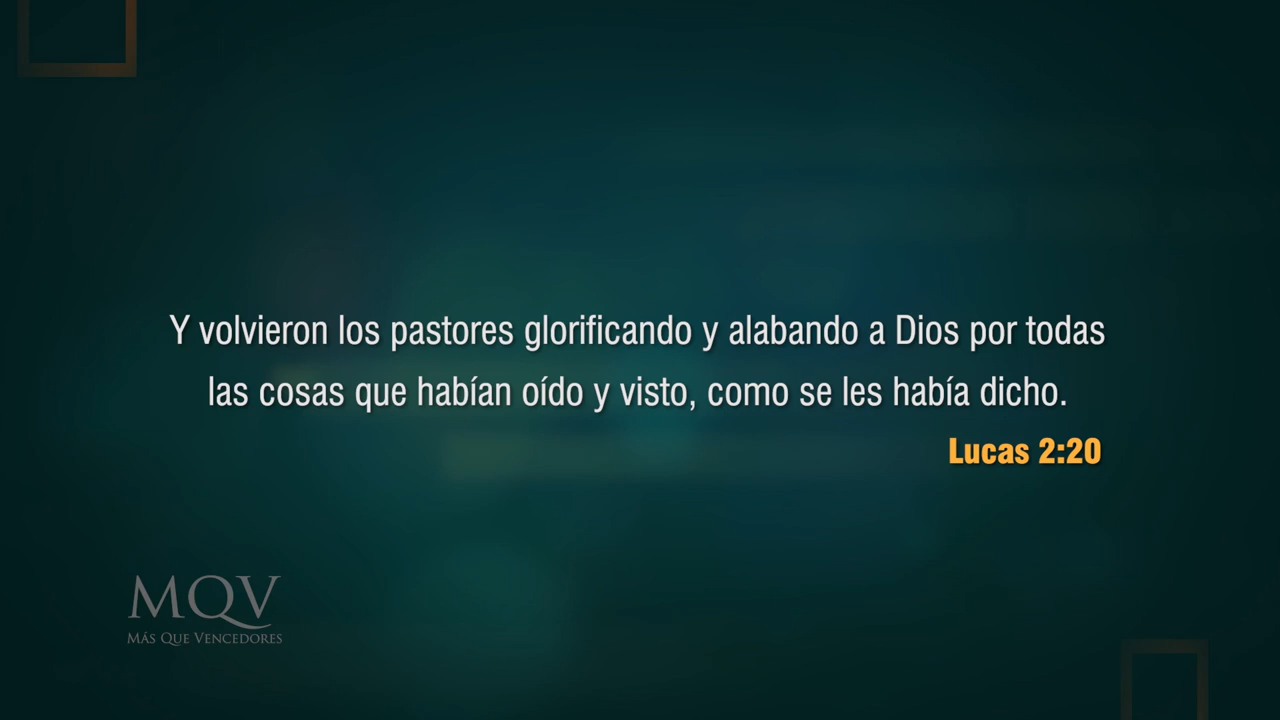 Y volvieron los pastores glorificando y alabando a Dios por todas
las cosas que habían oído y visto, como se les había dicho.
Lucas 2:20
MQV
MÁS QUE VENCEDORES